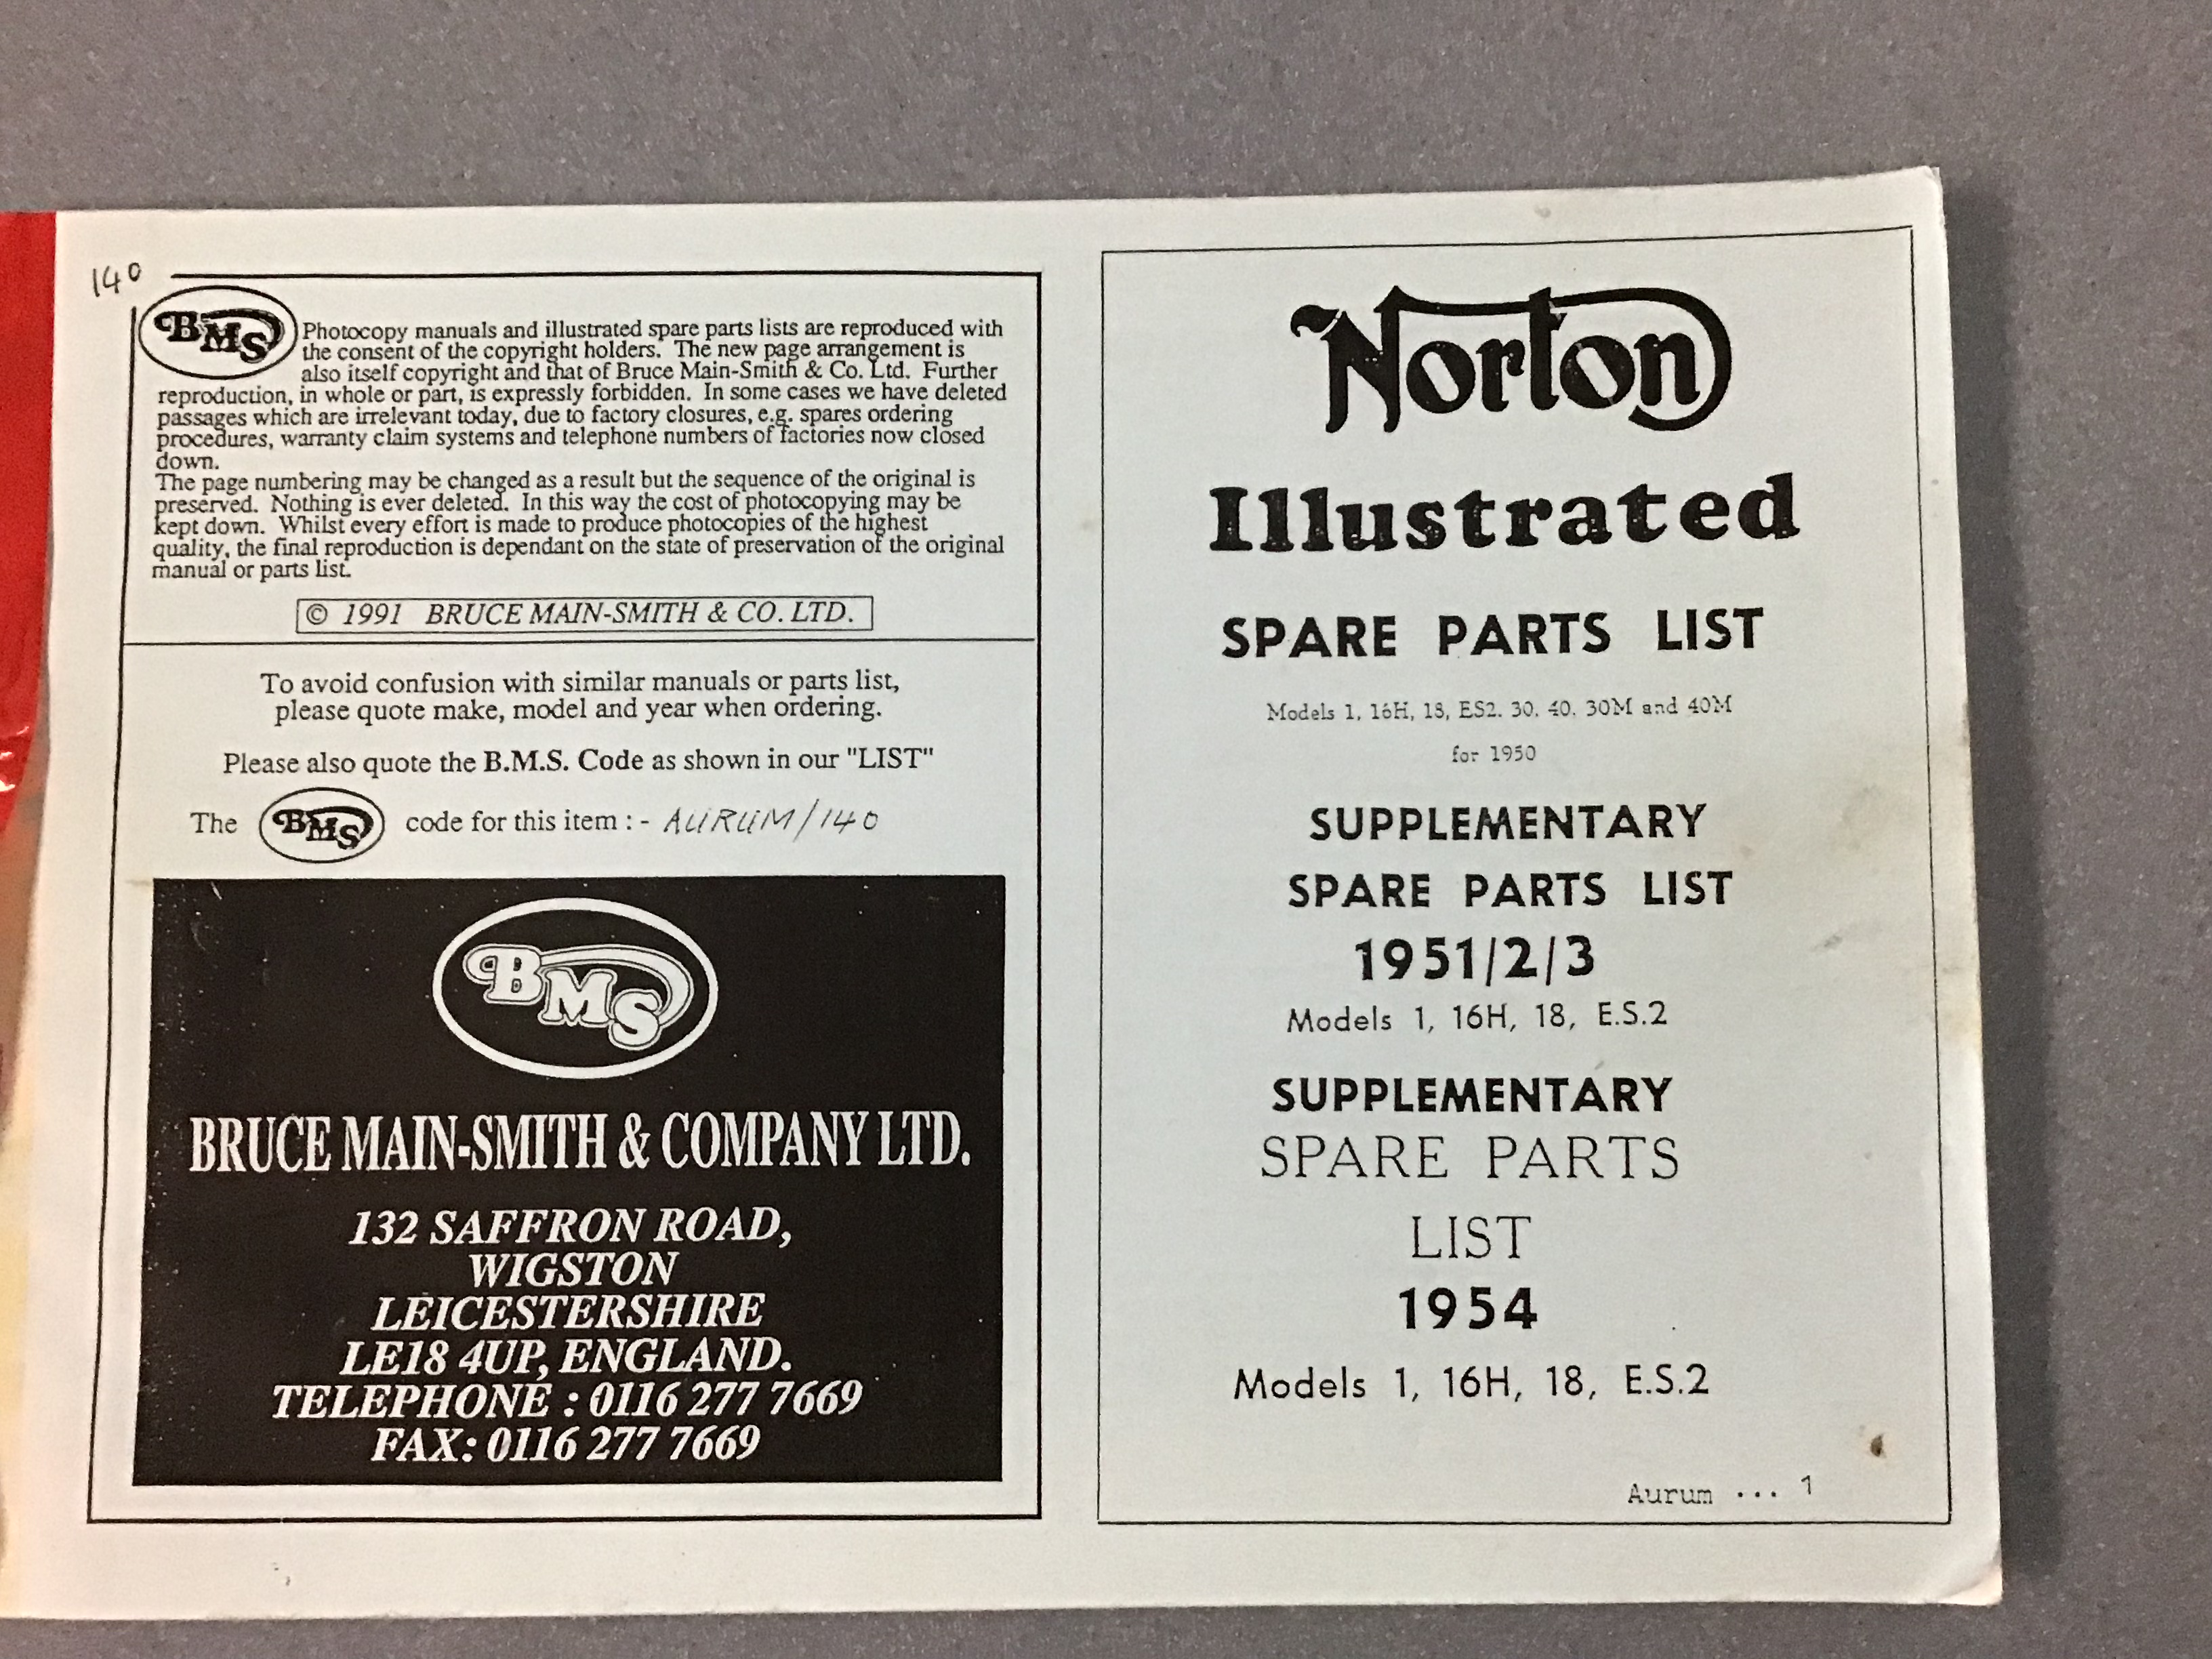 140
BMS
Photocopy manuals and illustrated spare parts lists are reproduced with
the consent of the copyright holders. The new page arrangement is
also itself copyright and that of Bruce Main-Smith & Co. Ltd. Further
reproduction, in whole or part, is expressly forbidden. In some cases we have deleted
passages which are irrelevant today, due to factory closures, e.g. spares ordering
procedures, warranty claim systems and telephone numbers of factories now closed
down.
The page numbering may be changed as a result but the sequence of the original is
preserved. Nothing is ever deleted. In this way the cost of photocopying may be
kept down. Whilst every effort is made to produce photocopies of the highest
quality, the final reproduction is dependant on the state of preservation of the original
manual or parts list.
© 1991 BRUCE MAIN-SMITH & CO. LTD.
To avoid confusion with similar manuals or parts list,
please quote make, model and year when ordering.
Please also quote the B.M.S. Code as shown in our "LIST"
The BMS code for this item : - AURUM/140
BMS
BRUCE MAIN-SMITH & COMPANY LTD.
132 SAFFRON ROAD,
WIGSTON
LEICESTERSHIRE
LE18 4UP, ENGLAND.
TELEPHONE : 0116 277 7669
FAX: 0116 277 7669
Norton
Illustrated
SPARE PARTS LIST
Models 1, 16H, 18, ES2, 30, 40, 30M and 40M
for 1950
SUPPLEMENTARY
SPARE PARTS LIST
1951/2/3
Models 1, 16H, 18, E.S.2
SUPPLEMENTARY
SPARE PARTS
LIST
1954
Models 1, 16H, 18, E.S.2
Aurum ... 1